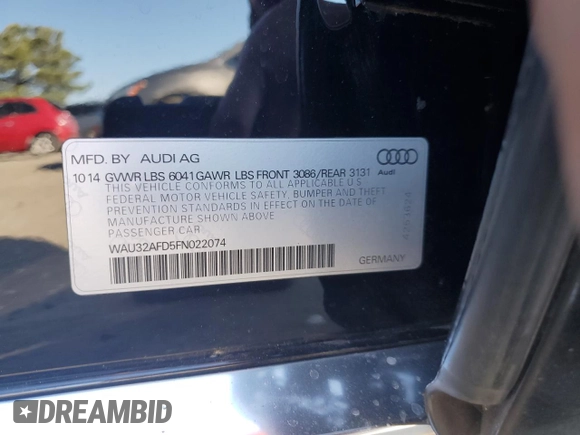 MFD. BY AUDI AG
10 14 GVWR LBS 6041 GAWR LBS FRONT 3086/REAR 3131
Audi
THIS VEHICLE CONFORMS TO ALL APPLICABLE U.S.
FEDERAL MOTOR VEHICLE SAFETY, BUMPER AND THEFT
PREVENTION STANDARDS IN EFFECT ON THE DATE OF
MANUFACTURE SHOWN ABOVE.
PASSENGER CAR
WAU32AFD5FN022074
GERMANY
DREAMBID